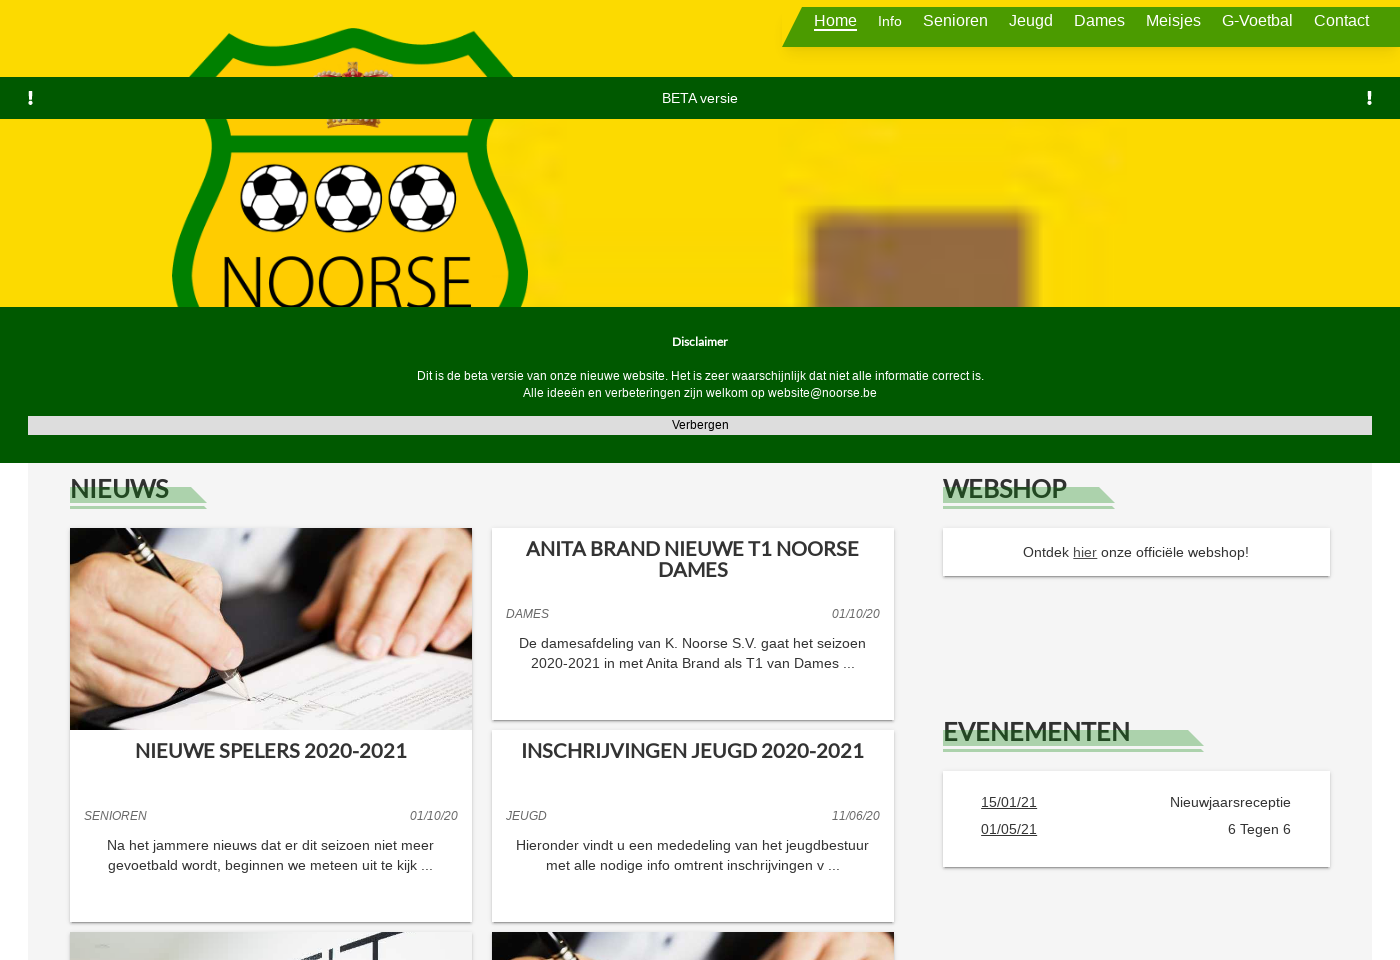 Home Info Senioren Jeugd Dames Meisjes G-Voetbal Contact
! BETA versie !
NOORSE
Disclaimer
Dit is de beta versie van onze nieuwe website. Het is zeer waarschijnlijk dat niet alle informatie correct is.
Alle ideeën en verbeteringen zijn welkom op website@noorse.be
Verbergen
NIEUWS
NIEUWE SPELERS 2020-2021
SENIOREN 01/10/20
Na het jammere nieuws dat er dit seizoen niet meer
gevoetbald wordt, beginnen we meteen uit te kijk ...
ANITA BRAND NIEUWE T1 NOORSE
DAMES
DAMES 01/10/20
De damesafdeling van K. Noorse S.V. gaat het seizoen
2020-2021 in met Anita Brand als T1 van Dames ...
INSCHRIJVINGEN JEUGD 2020-2021
JEUGD 11/06/20
Hieronder vindt u een mededeling van het jeugdbestuur
met alle nodige info omtrent inschrijvingen v ...
WEBSHOP
Ontdek hier onze officiële webshop!
EVENEMENTEN
15/01/21 Nieuwjaarsreceptie
01/05/21 6 Tegen 6